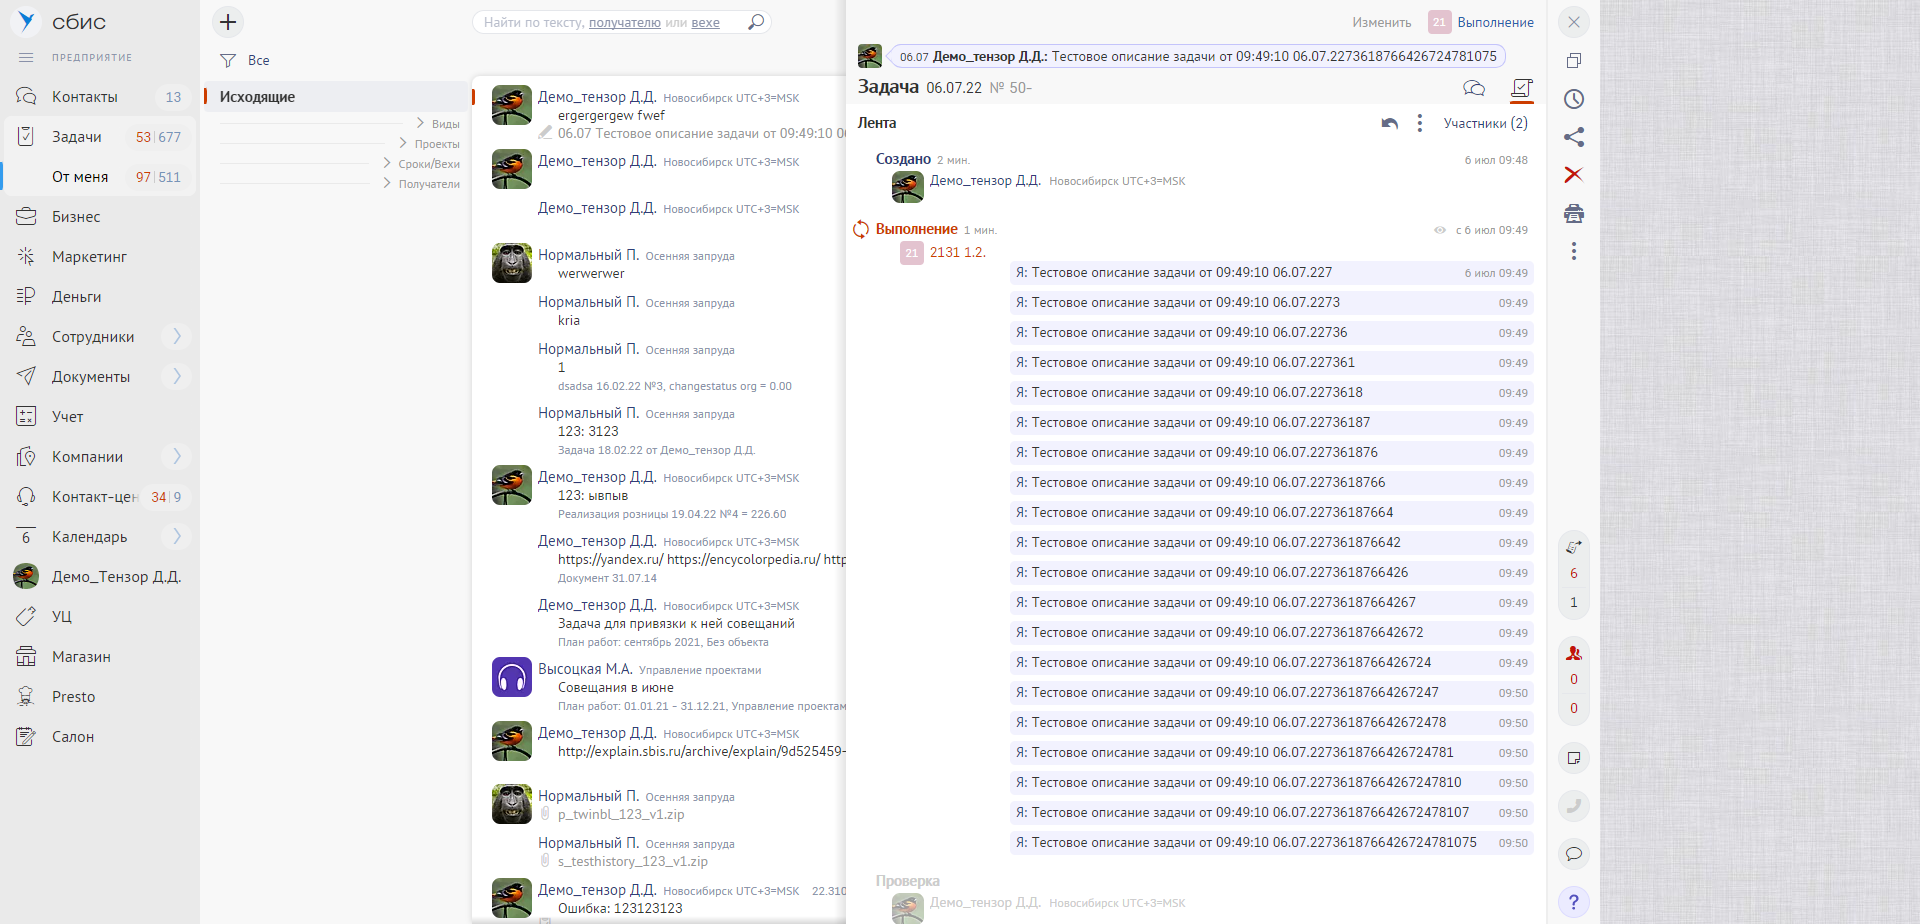 сбис
ПРЕДПРИЯТИЕ
Контакты 13
Задачи 53 677
От меня 97 511
Бизнес
Маркетинг
Деньги
Сотрудники
Документы
Учет
Компании
Контакт-цен 34 9
6 Календарь
Демо_Тензор Д.Д.
УЦ
Магазин
Presto
Салон
Найти по тексту, получателю или вехе
Все
Исходящие
Виды
Проекты
Сроки/Вехи
Получатели
Демо_тензор Д.Д. Новосибирск UTC+3=MSK
ergergergew fwef
06.07 Тестовое описание задачи от 09:49:10 0
Демо_тензор Д.Д. Новосибирск UTC+3=MSK
Демо_тензор Д.Д. Новосибирск UTC+3=MSK
Нормальный П. Осенняя запруда
werwerwer
Нормальный П. Осенняя запруда
kria
Нормальный П. Осенняя запруда
1
dsadsa 16.02.22 №3, changestatus org = 0.00
Нормальный П. Осенняя запруда
123: 3123
Задача 18.02.22 от Демо_тензор Д.Д.
Демо_тензор Д.Д. Новосибирск UTC+3=MSK
123: ывпыв
Реализация розницы 19.04.22 №4 = 226.60
Демо_тензор Д.Д. Новосибирск UTC+3=MSK
https://yandex.ru/ https://encycolorpedia.ru/ http
Документ 31.07.14
Демо_тензор Д.Д. Новосибирск UTC+3=MSK
Задача для привязки к ней совещаний
План работ: сентябрь 2021, Без объекта
Высоцкая М.А. Управление проектами
Совещания в июне
План работ: 01.01.21 - 31.12.21, Управление проектам
Демо_тензор Д.Д. Новосибирск UTC+3=MSK
http://explain.sbis.ru/archive/explain/9d525459-
Нормальный П. Осенняя запруда
p_twinbl_123_v1.zip
Нормальный П. Осенняя запруда
s_testhistory_123_v1.zip
Демо_тензор Д.Д. Новосибирск UTC+3=MSK 22.310
Ошибка: 123123123
Изменить 21 Выполнение
06.07 Демо_тензор Д.Д.: Тестовое описание задачи от 09:49:10 06.07.2273618766426724781075
Задача 06.07.22 № 50-
Лента Участники (2)
Создано 2 мин. 6 июл 09:48
Демо_тензор Д.Д. Новосибирск UTC+3=MSK
Выполнение 1 мин. с 6 июл 09:49
21 2131 1.2.
Я: Тестовое описание задачи от 09:49:10 06.07.227 6 июл 09:49
Я: Тестовое описание задачи от 09:49:10 06.07.2273 09:49
Я: Тестовое описание задачи от 09:49:10 06.07.22736 09:49
Я: Тестовое описание задачи от 09:49:10 06.07.227361 09:49
Я: Тестовое описание задачи от 09:49:10 06.07.2273618 09:49
Я: Тестовое описание задачи от 09:49:10 06.07.22736187 09:49
Я: Тестовое описание задачи от 09:49:10 06.07.227361876 09:49
Я: Тестовое описание задачи от 09:49:10 06.07.2273618766 09:49
Я: Тестовое описание задачи от 09:49:10 06.07.22736187664 09:49
Я: Тестовое описание задачи от 09:49:10 06.07.227361876642 09:49
Я: Тестовое описание задачи от 09:49:10 06.07.2273618766426 09:49
Я: Тестовое описание задачи от 09:49:10 06.07.22736187664267 09:49
Я: Тестовое описание задачи от 09:49:10 06.07.227361876642672 09:49
Я: Тестовое описание задачи от 09:49:10 06.07.2273618766426724 09:49
Я: Тестовое описание задачи от 09:49:10 06.07.22736187664267247 09:50
Я: Тестовое описание задачи от 09:49:10 06.07.227361876642672478 09:50
Я: Тестовое описание задачи от 09:49:10 06.07.2273618766426724781 09:50
Я: Тестовое описание задачи от 09:49:10 06.07.22736187664267247810 09:50
Я: Тестовое описание задачи от 09:49:10 06.07.227361876642672478107 09:50
Я: Тестовое описание задачи от 09:49:10 06.07.2273618766426724781075 09:50
Проверка
Демо_тензор Д.Д. Новосибирск UTC+3=MSK
6
1
0
0
?